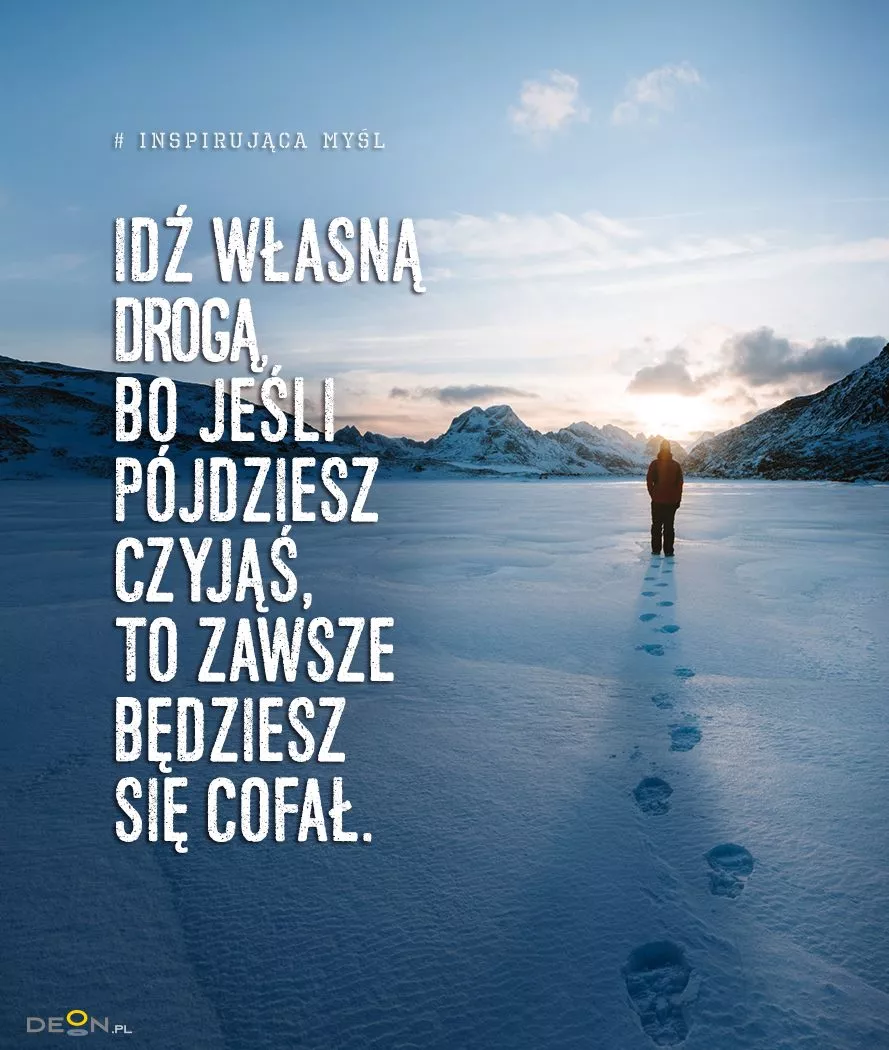 # INSPIRUJĄCA MYŚL
IDŹ WŁASNĄ
DROGĄ,
BO JEŚLI
PÓJDZIESZ
CZYJĄŚ,
TO ZAWSZE
BĘDZIESZ
SIĘ COFAŁ.
DEON.PL